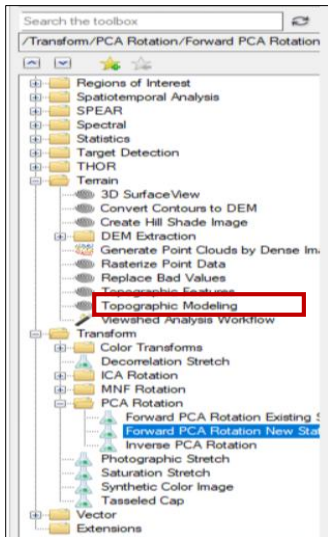 Search the toolbox
/Transform/PCA Rotation/Forward PCA Rotation
Regions of Interest
Spatiotemporal Analysis
SPEAR
Spectral
Statistics
Target Detection
THOR
Terrain
3D SurfaceView
Convert Contours to DEM
Create Hill Shade Image
DEM Extraction
Generate Point Clouds by Dense Im
Rasterize Point Data
Replace Bad Values
Topographic Features
Topographic Modeling
Viewshed Analysis Workflow
Transform
Color Transforms
Decorrelation Stretch
ICA Rotation
MNF Rotation
PCA Rotation
Forward PCA Rotation Existing S
Forward PCA Rotation New Stat
Inverse PCA Rotation
Photographic Stretch
Saturation Stretch
Synthetic Color Image
Tasseled Cap
Vector
Extensions